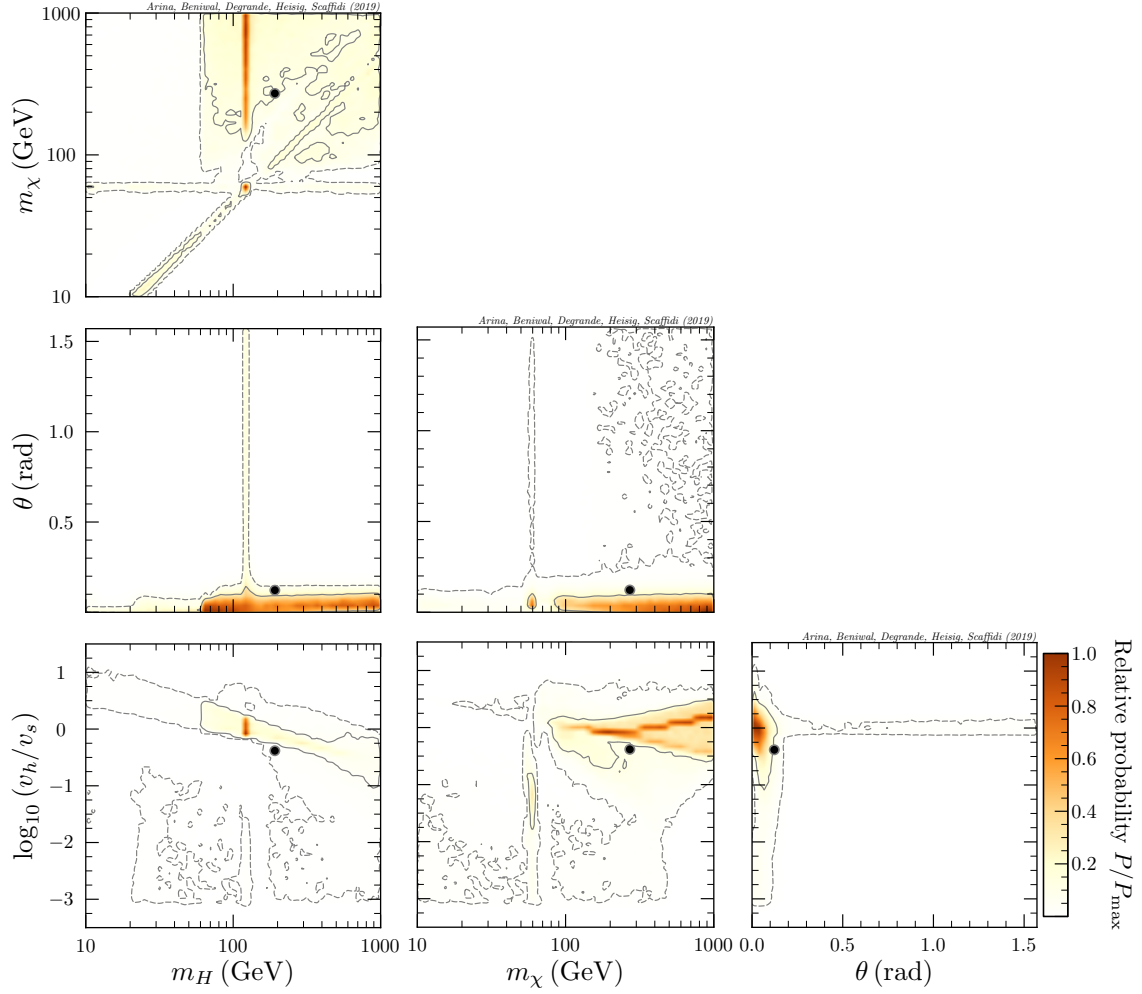 Arina, Beniwal, Degrande, Heisig, Scaffidi (2019)
1000
100
10
m_χ (GeV)
Arina, Beniwal, Degrande, Heisig, Scaffidi (2019)
1.5
1.0
0.5
θ (rad)
Arina, Beniwal, Degrande, Heisig, Scaffidi (2019)
1
0
−1
−2
−3
log₁₀ (v_h/v_s)
10
100
1000
m_H (GeV)
100
1000
m_χ (GeV)
0.0
0.5
1.0
1.5
θ (rad)
1.0
0.8
0.6
0.4
0.2
Relative probability P/P_max